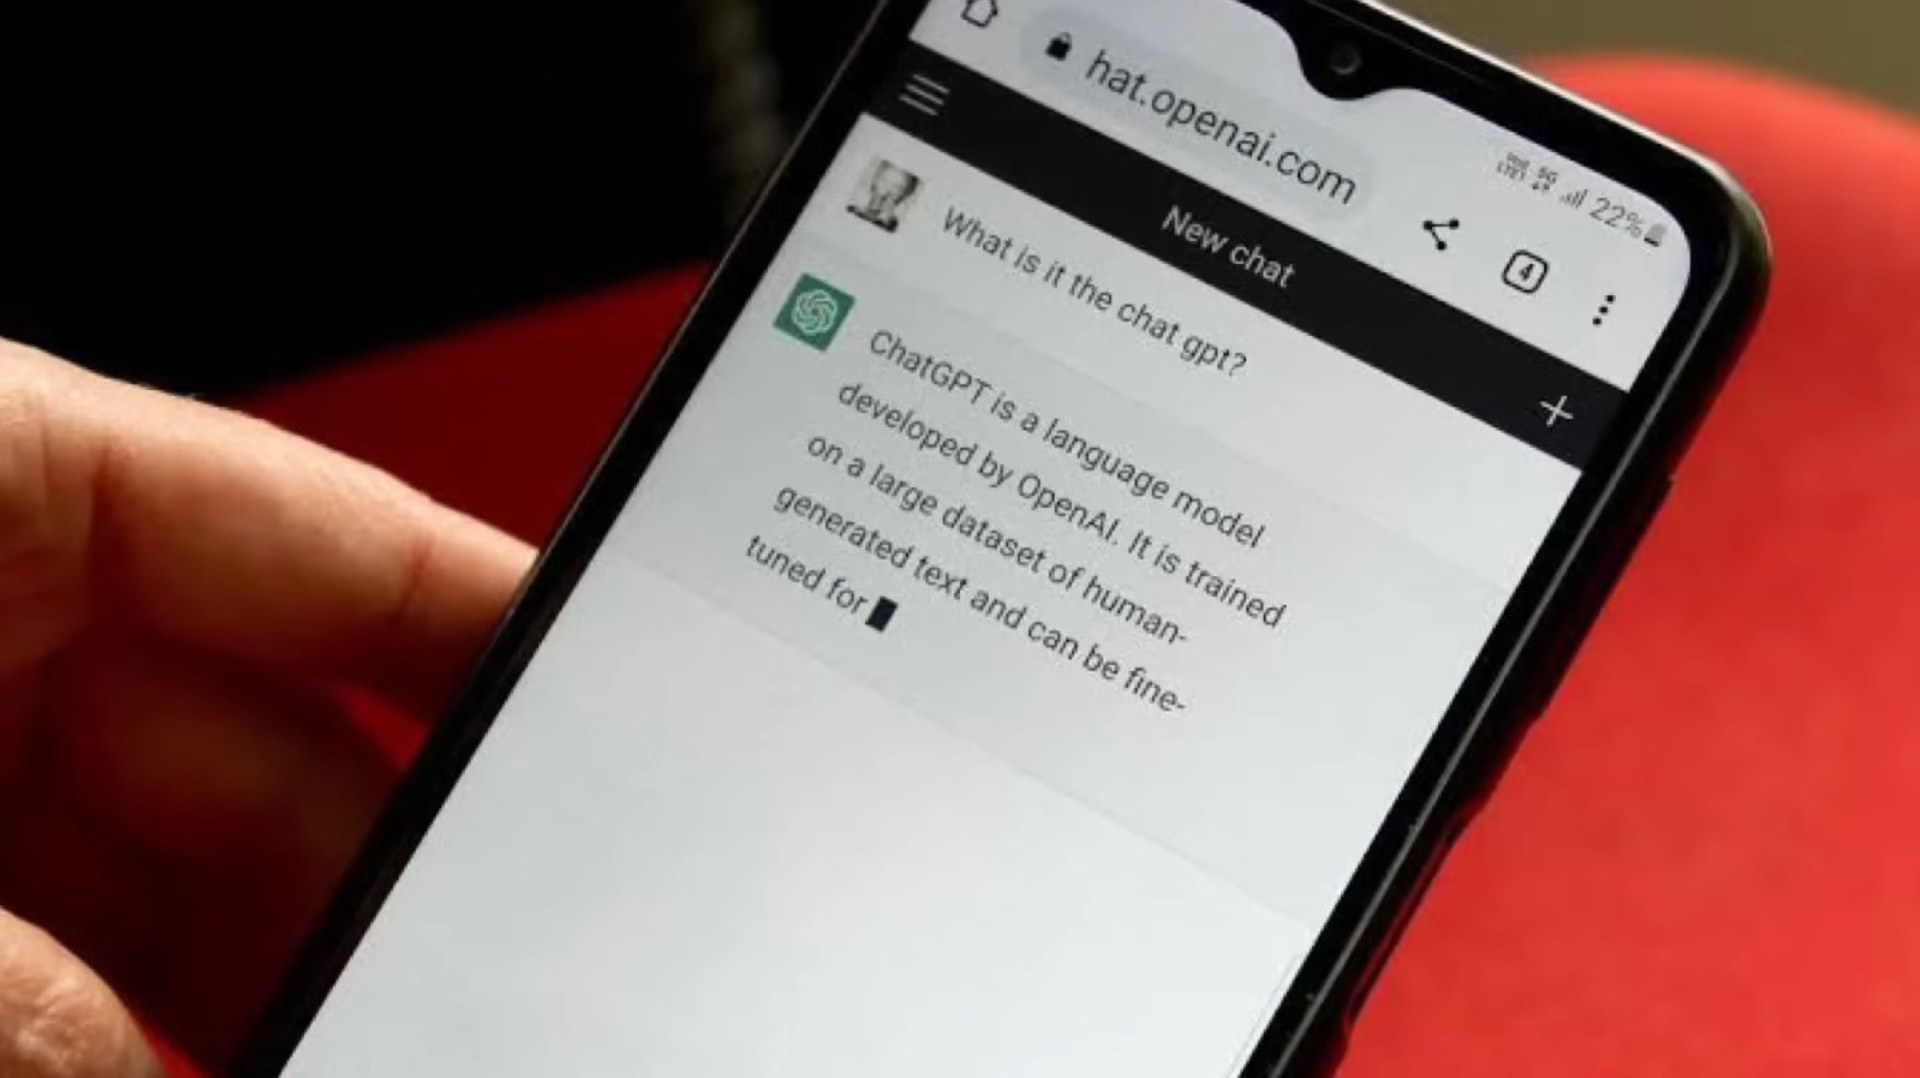 hat.openai.com
22%
4
New chat
What is it the chat gpt?
ChatGPT is a language model
developed by OpenAI. It is trained
on a large dataset of human-
generated text and can be fine-
tuned for